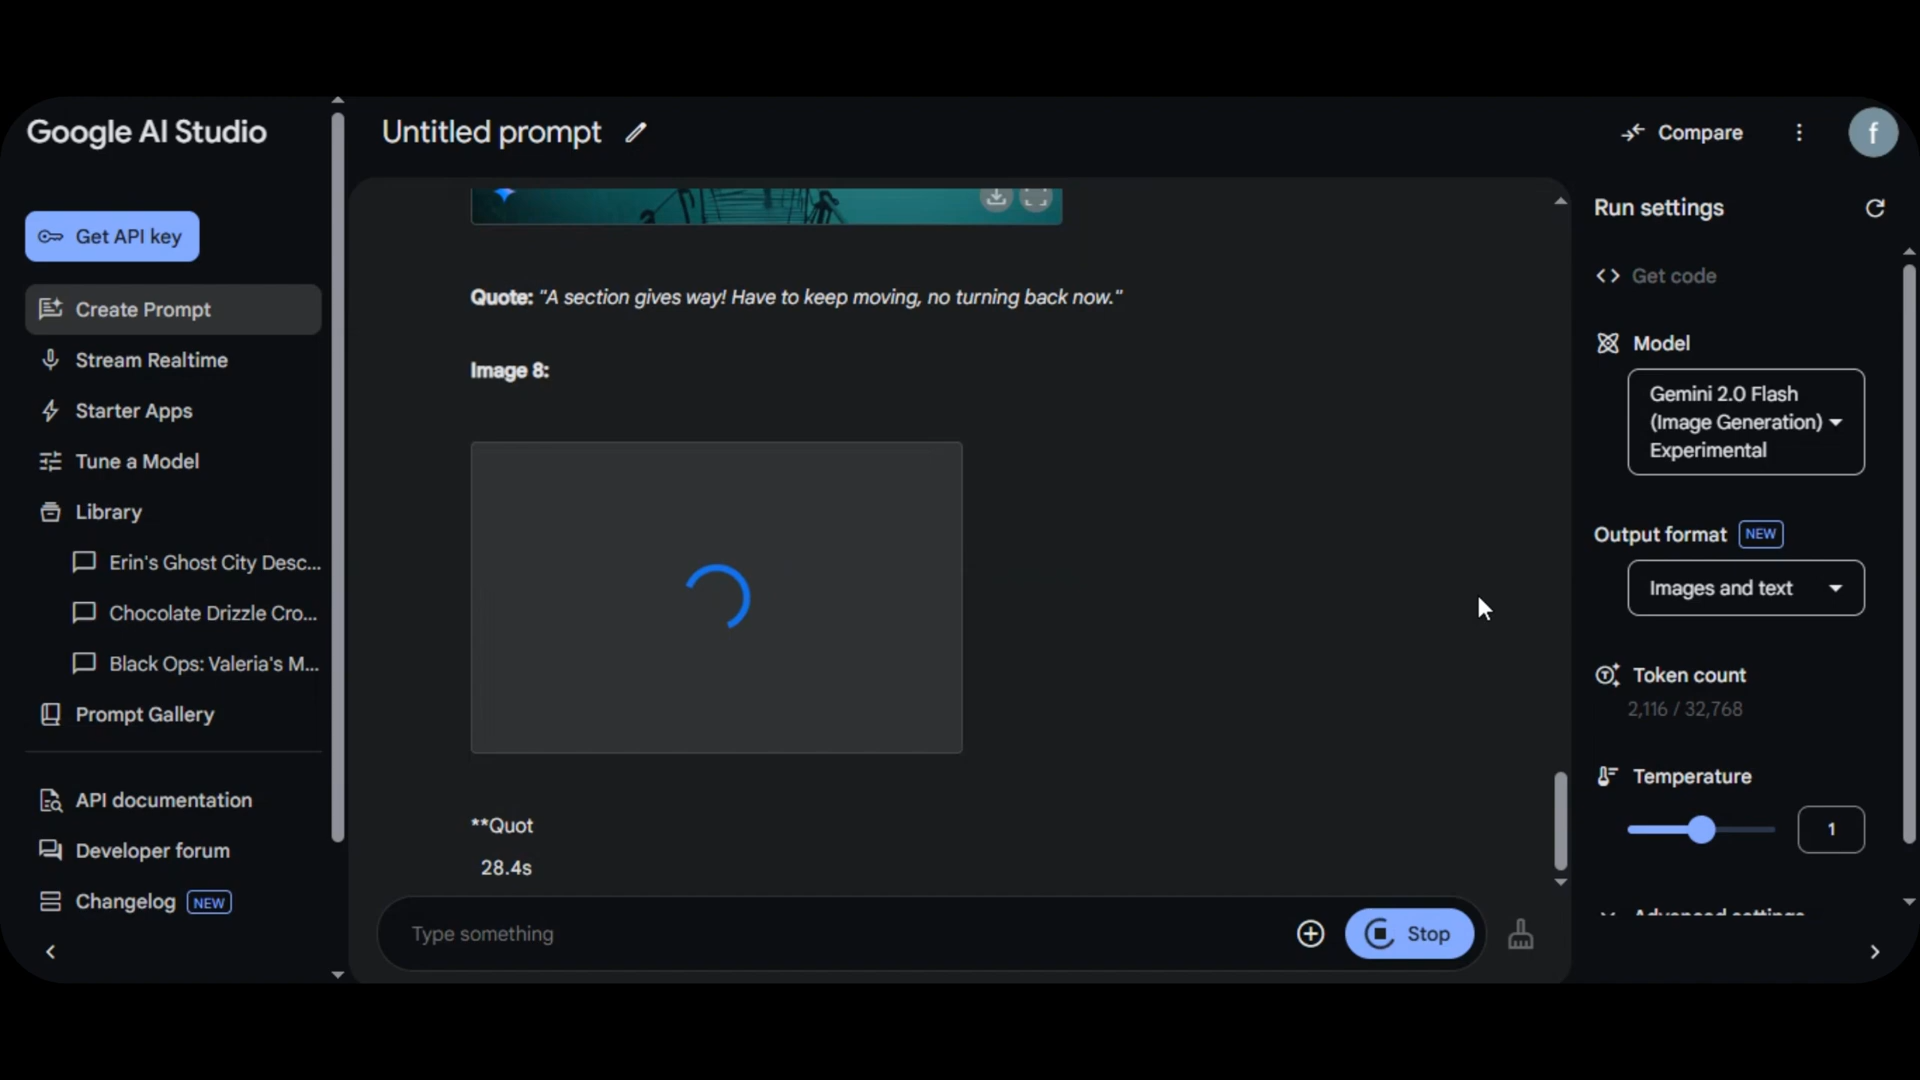 Google AI Studio
Get API key
Create Prompt
Stream Realtime
Starter Apps
Tune a Model
Library
Erin's Ghost City Desc...
Chocolate Drizzle Cro...
Black Ops: Valeria's M...
Prompt Gallery
API documentation
Developer forum
Changelog NEW
Untitled prompt
Compare
f
Quote: "A section gives way! Have to keep moving, no turning back now."
Image 8:
**Quot
28.4s
Type something
Stop
Run settings
Get code
Model
Gemini 2.0 Flash
(Image Generation)
Experimental
Output format NEW
Images and text
Token count
2,116 / 32,768
Temperature
1
Advanced settings